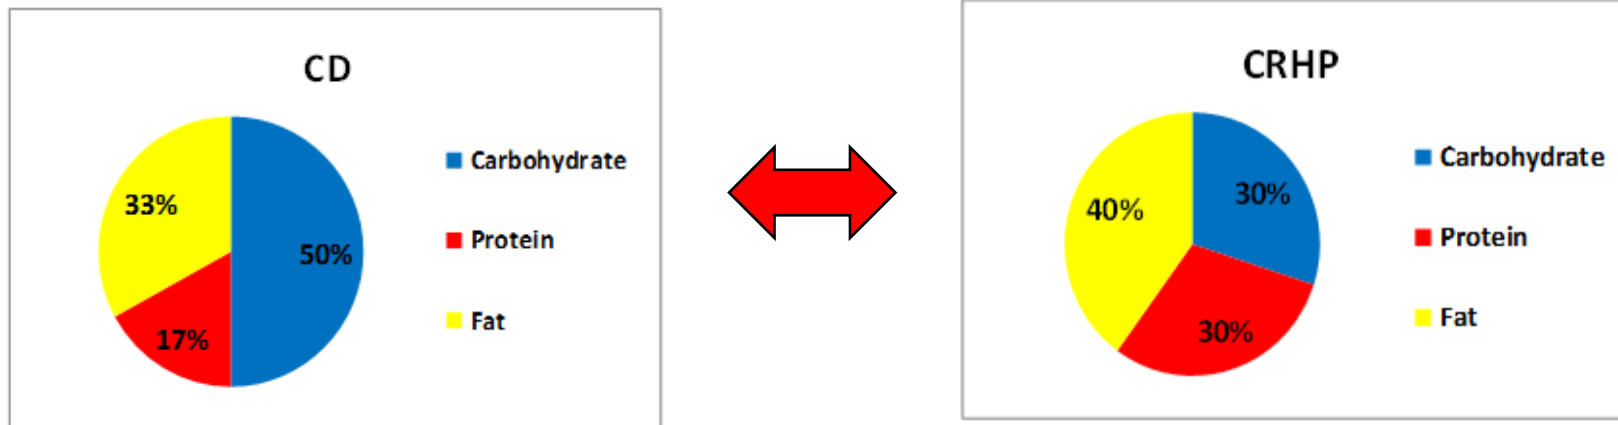 CD
33%
50%
17%
Carbohydrate
Protein
Fat
CRHP
40%
30%
30%
Carbohydrate
Protein
Fat